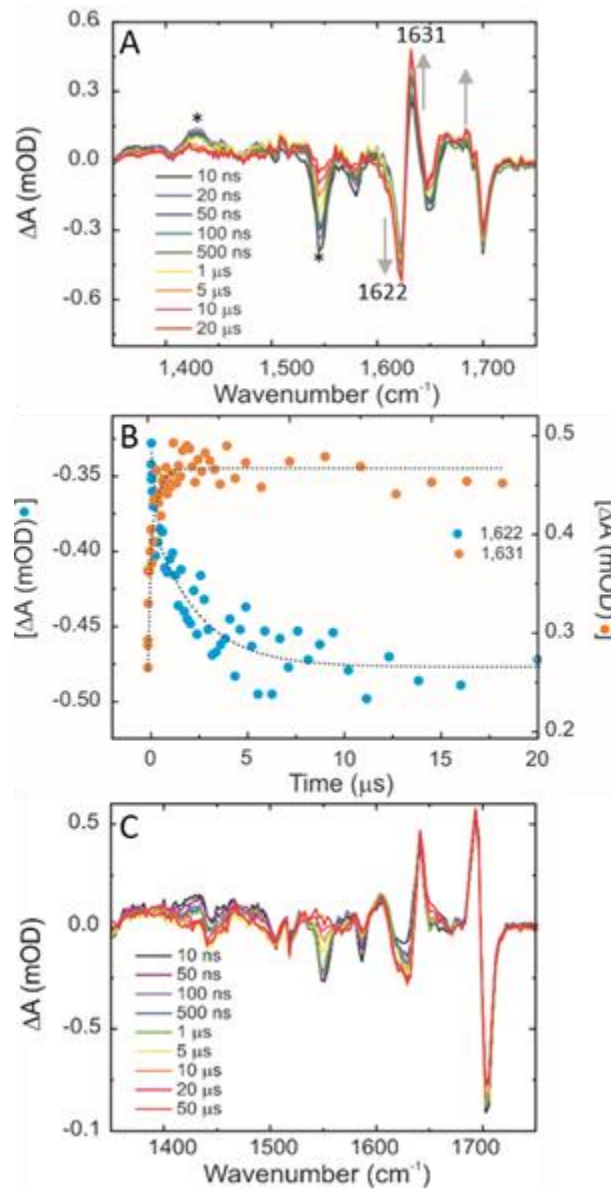 A
1631
*
*
1622
0.6
0.3
0.0
-0.3
-0.6
ΔA (mOD)
10 ns
20 ns
50 ns
100 ns
500 ns
1 μs
5 μs
10 μs
20 μs
1,400 1,500 1,600 1,700
Wavenumber (cm-1)
B
-0.35
-0.40
-0.45
-0.50
[ΔA (mOD) ]
0.5
0.4
0.3
0.2
[ΔA (mOD) ]
1,622
1,631
0 5 10 15 20
Time (μs)
C
0.5
0.0
-0.5
-0.1
ΔA (mOD)
10 ns
50 ns
100 ns
500 ns
1 μs
5 μs
10 μs
20 μs
50 μs
1400 1500 1600 1700
Wavenumber (cm-1)